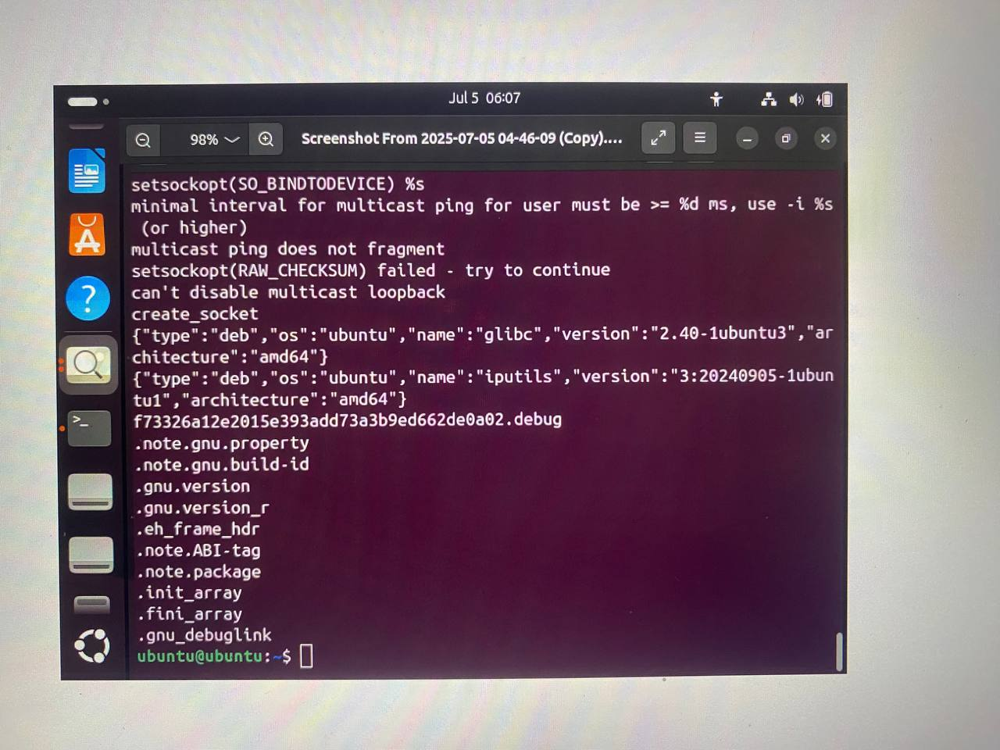 Jul 5 06:07
98%
Screenshot From 2025-07-05 04-46-09 (Copy)....
setsockopt(SO_BINDTODEVICE) %s
minimal interval for multicast ping for user must be >= %d ms, use -i %s
(or higher)
multicast ping does not fragment
setsockopt(RAW_CHECKSUM) failed - try to continue
can't disable multicast loopback
create_socket
{"type":"deb","os":"ubuntu","name":"glibc","version":"2.40-1ubuntu3","ar
chitecture":"amd64"}
{"type":"deb","os":"ubuntu","name":"iputils","version":"3:20240905-1ubun
tu1","architecture":"amd64"}
f73326a12e2015e393add73a3b9ed662de0a02.debug
.note.gnu.property
.note.gnu.build-id
.gnu.version
.gnu.version_r
.eh_frame_hdr
.note.ABI-tag
.note.package
.init_array
.fini_array
.gnu_debuglink
ubuntu@ubuntu:~$